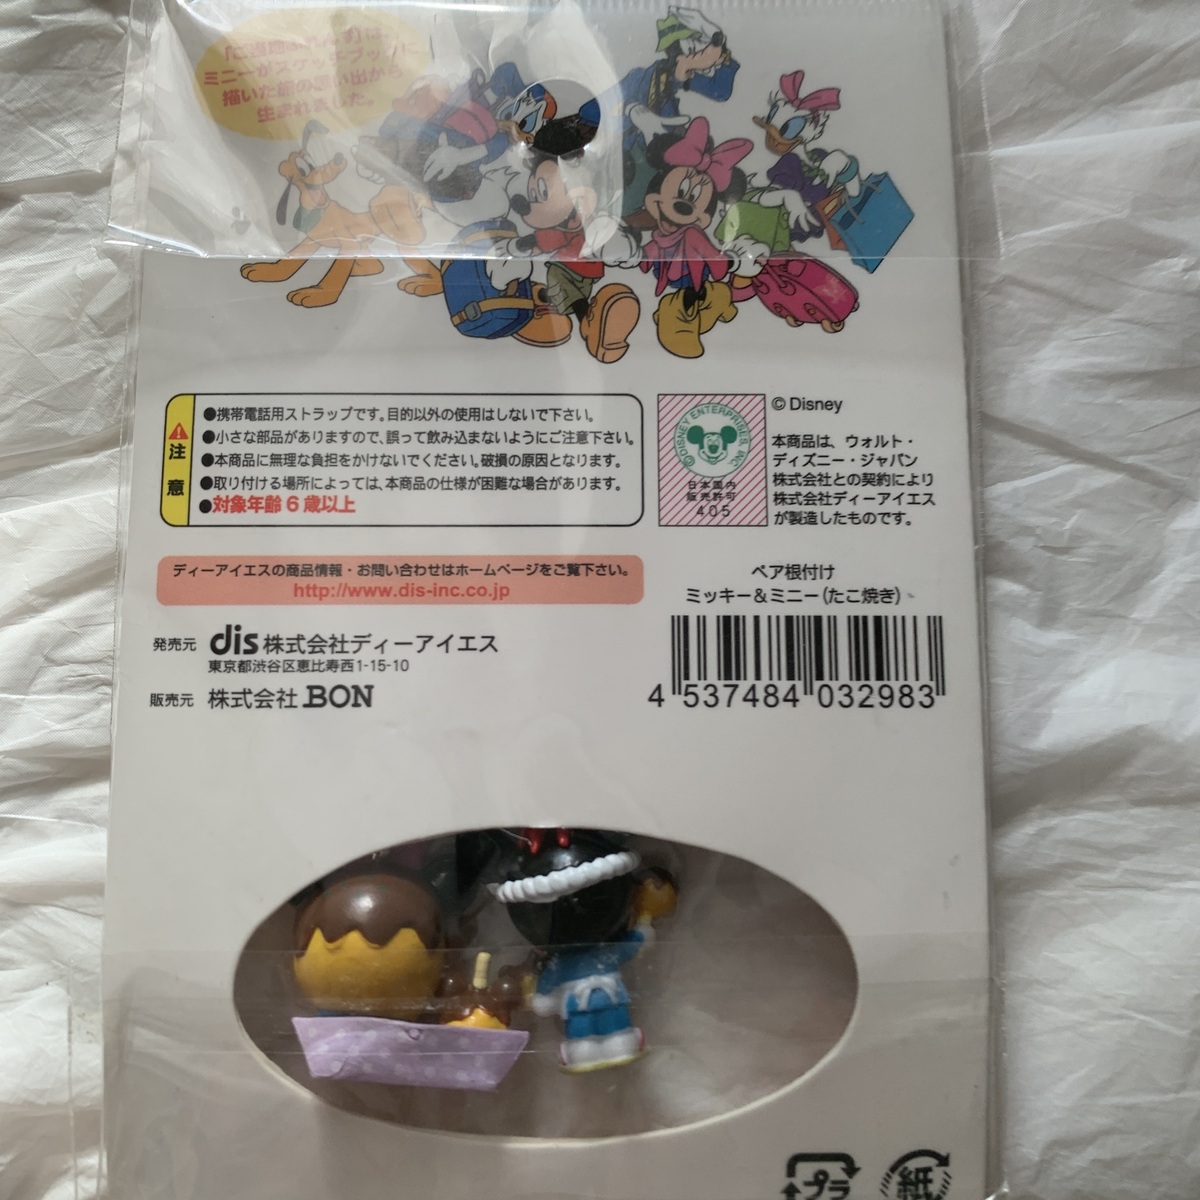 「ご当地さん歩」は、
ミニーがスケッチブックに
描いた旅の思い出から
生まれました。
注意
●携帯電話用ストラップです。目的以外の使用はしないで下さい。
●小さな部品がありますので、誤って飲み込まないようにご注意下さい。
●本商品に無理な負担をかけないでください。破損の原因となります。
●取り付ける場所によっては、本商品の仕様が困難な場合があります。
●対象年齢6歳以上
©DISNEY ENTERPRISES, INC
日本国内
販売許可
405
©Disney
本商品は、ウォルト・
ディズニー・ジャパン
株式会社との契約により
株式会社ディーアイエス
が製造したものです。
ディーアイエスの商品情報・お問い合わせはホームページをご覧下さい。
http://www.dis-inc.co.jp
発売元 dis 株式会社ディーアイエス
東京都渋谷区恵比寿西1-15-10
販売元 株式会社 BON
ペア根付け
ミッキー＆ミニー(たこ焼き)
4 537484 032983
プラ
紙